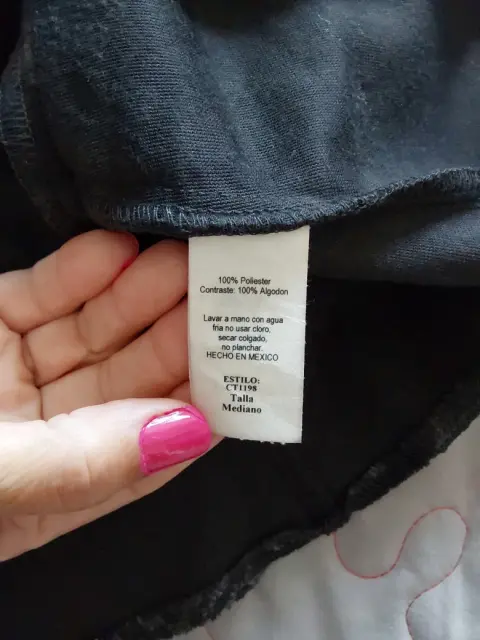 100% Poliester
Contraste: 100% Algodon
Lavar a mano con agua
fria no usar cloro,
secar colgado,
no planchar.
HECHO EN MEXICO
ESTILO:
CT1198
Talla
Mediano